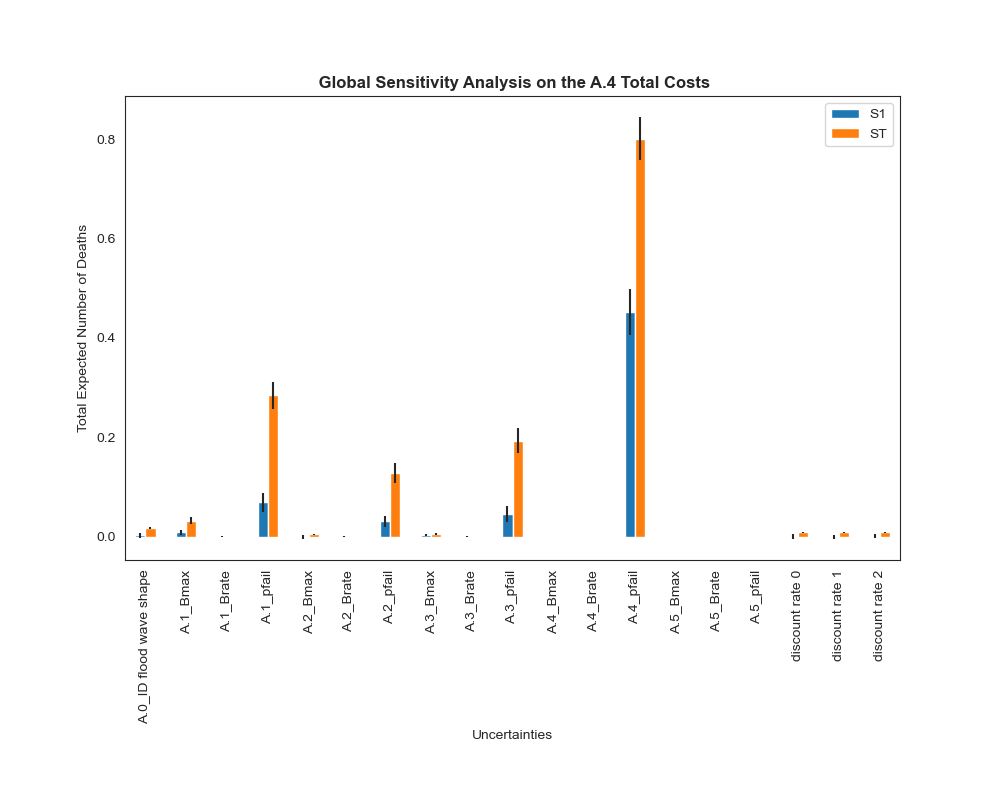 Global Sensitivity Analysis on the A.4 Total Costs
S1
ST
Total Expected Number of Deaths
0.8
0.6
0.4
0.2
0.0
A.0_ID flood wave shape
A.1_Bmax
A.1_Brate
A.1_pfail
A.2_Bmax
A.2_Brate
A.2_pfail
A.3_Bmax
A.3_Brate
A.3_pfail
A.4_Bmax
A.4_Brate
A.4_pfail
A.5_Bmax
A.5_Brate
A.5_pfail
discount rate 0
discount rate 1
discount rate 2
Uncertainties